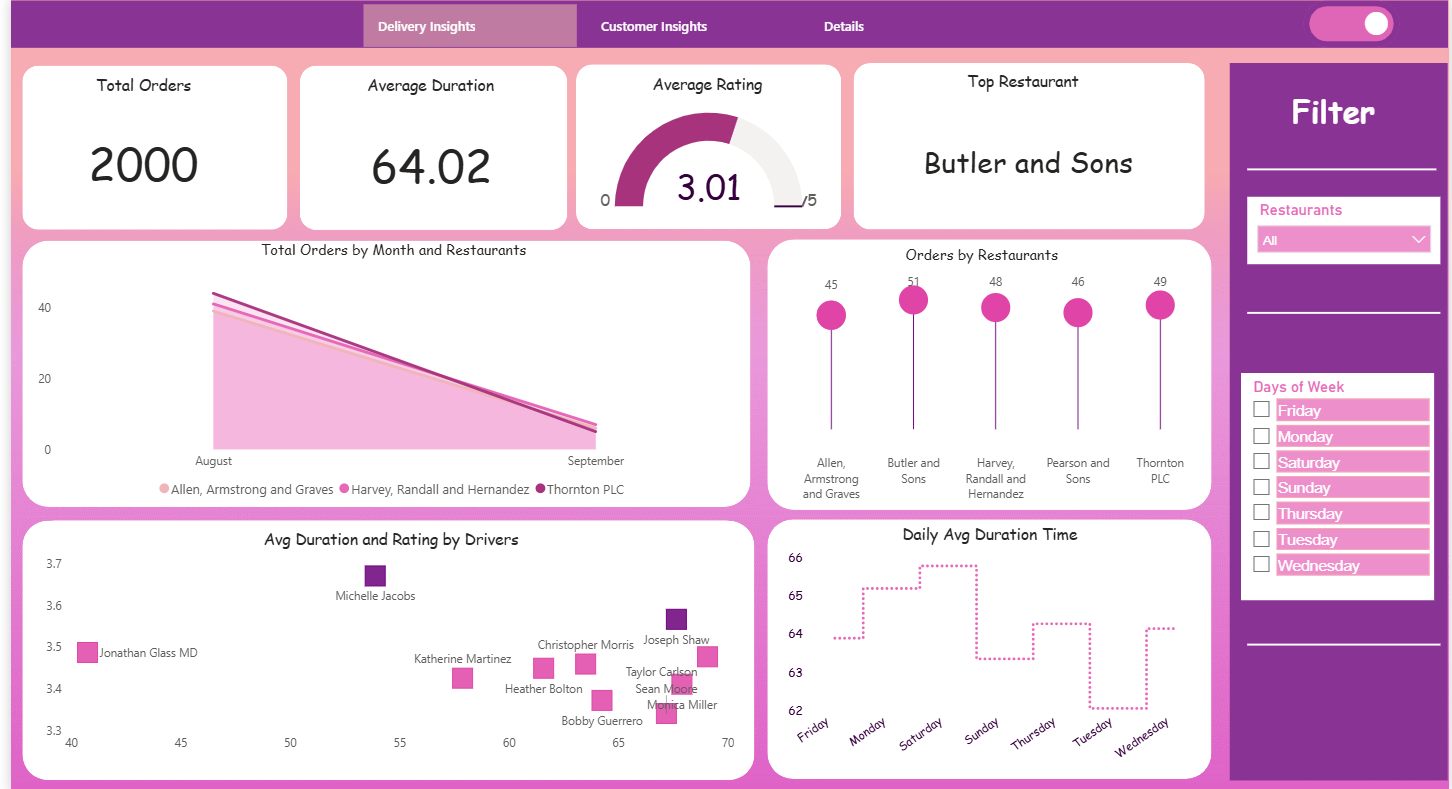 Delivery Insights
Customer Insights
Details
Total Orders
2000
Average Duration
64.02
Average Rating
0
3.01
/5
Top Restaurant
Butler and Sons
Filter
Restaurants
All
Days of Week
Friday
Monday
Saturday
Sunday
Thursday
Tuesday
Wednesday
Total Orders by Month and Restaurants
40
20
0
August
September
Allen, Armstrong and Graves
Harvey, Randall and Hernandez
Thornton PLC
Orders by Restaurants
45
51
48
46
49
Allen,
Armstrong
and Graves
Butler and
Sons
Harvey,
Randall and
Hernandez
Pearson and
Sons
Thornton
PLC
Avg Duration and Rating by Drivers
3.7
3.6
3.5
3.4
3.3
Michelle Jacobs
Joseph Shaw
Jonathan Glass MD
Christopher Morris
Katherine Martinez
Taylor Carlson
Heather Bolton
Sean Moore
Monica Miller
Bobby Guerrero
40
45
50
55
60
65
70
Daily Avg Duration Time
66
65
64
63
62
Friday
Monday
Saturday
Sunday
Thursday
Tuesday
Wednesday